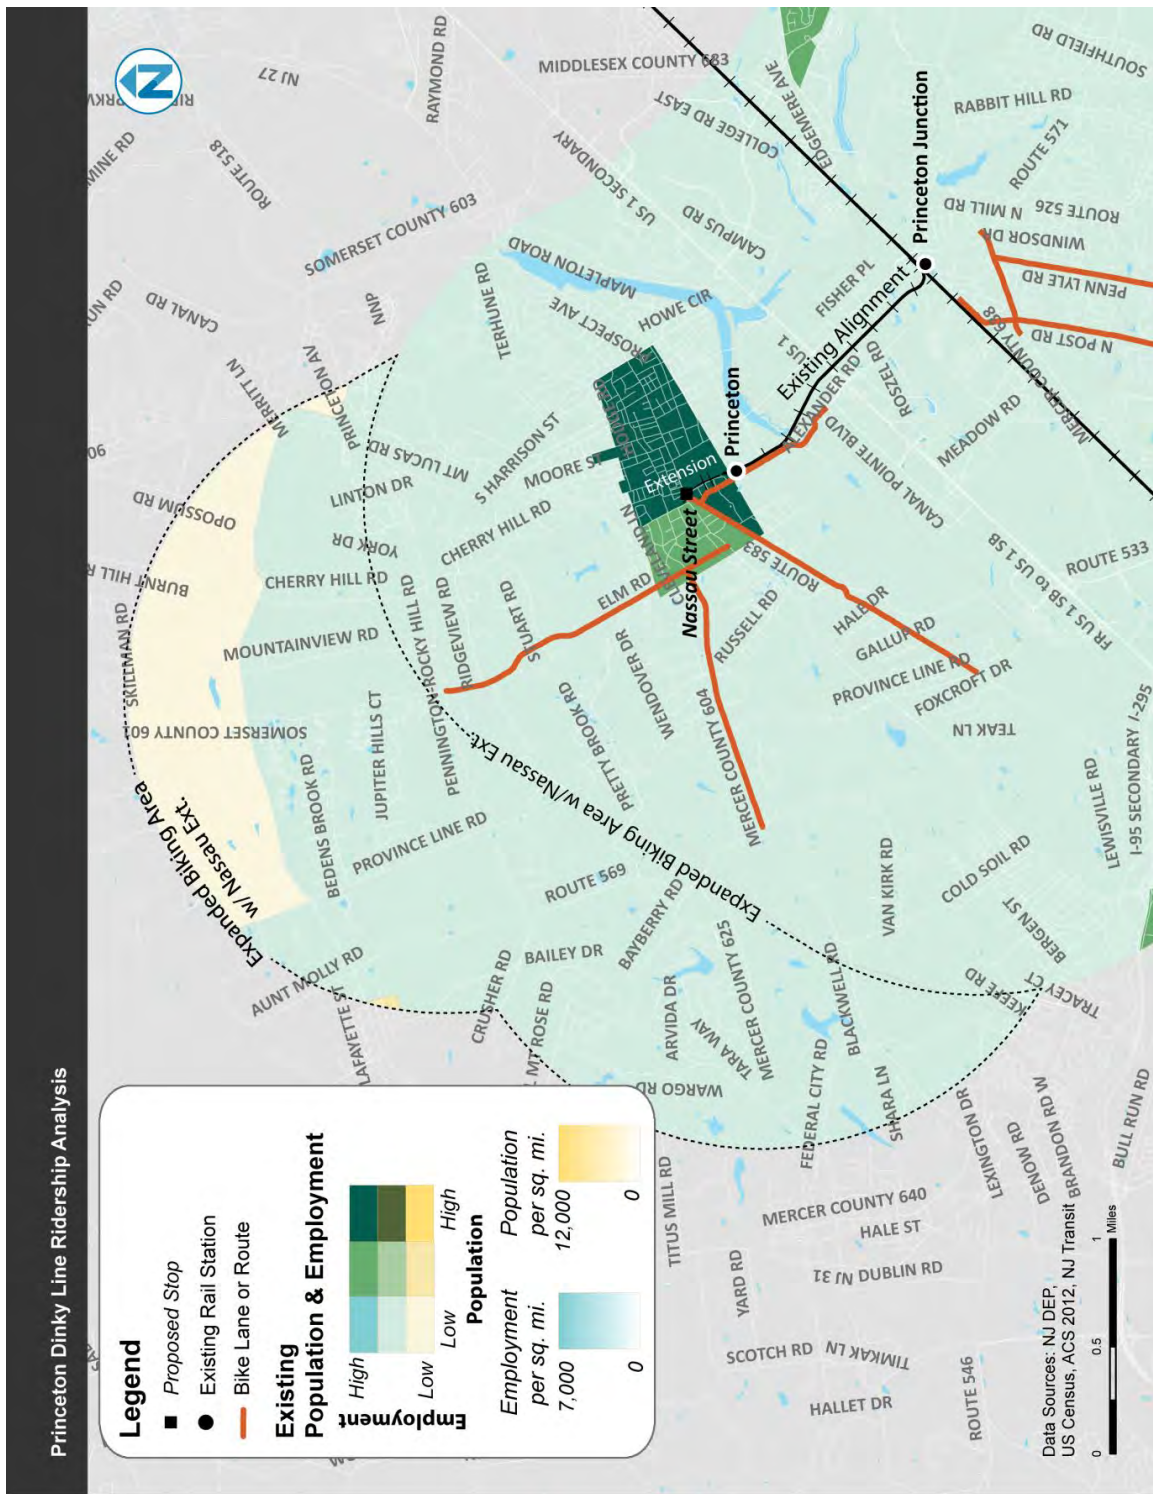 Princeton Dinky Line Ridership Analysis
Legend
Proposed Stop
Existing Rail Station
Bike Lane or Route
Existing
Population & Employment
High
Low
Employment
Low
High
Population
Employment
per sq. mi.
7,000
0
Population
per sq. mi.
12,000
0
Data Sources: NJ DEP,
US Census, ACS 2012, NJ Transit
0
0.5
1
Miles
N
Expanded Biking Area
w/ Nassau Ext.
Expanded Biking Area w/Nassau Ext.
Nassau Street
Extension
Princeton
Existing Alignment
Princeton Junction
NJ 27
RAYMOND RD
MIDDLESEX COUNTY 683
SOUTHFIELD RD
ROUTE 518
COLLEGE RD EAST
EDGEMERE AVE
RABBIT HILL RD
ROUTE 571
US 1 SECONDARY
SOMERSET COUNTY 603
CAMPUS RD
N MILL RD
ROUTE 526
WINDSOR DR
PENN LYLE RD
N POST RD
MERCER COUNTY 638
CANAL RD
NNP
TERHUNE RD
MAPLETON ROAD
PROSPECT AVE
HOWE CIR
FISHER PL
US 1
ROSZEL RD
ALEXANDER RD
MEADOW RD
CANAL POINTE BLVD
MERRITT LN
PRINCETON AV
MT LUCAS RD
S HARRISON ST
MOORE ST
LINTON DR
OPOSSUM RD
YORK DR
CHERRY HILL RD
CHERRY HILL RD
CLEVELAND LN
ELM RD
ROUTE 583
FR US 1 SB to US 1 SB
ROUTE 533
SKILLMAN RD
MOUNTAINVIEW RD
PENNINGTON-ROCKY HILL RD
RIDGEVIEW RD
STUART RD
WENDOVER DR
RUSSELL RD
HALE DR
GALLUP RD
PROVINCE LINE RD
FOXCROFT DR
TEAK LN
SOMERSET COUNTY 601
JUPITER HILLS CT
BEDENS BROOK RD
PROVINCE LINE RD
PRETTY BROOK RD
MERCER COUNTY 604
ROUTE 569
BAYBERRY RD
VAN KIRK RD
COLD SOIL RD
LEWISVILLE RD
I-95 SECONDARY I-295
BERGEN ST
AUNT MOLLY RD
LAFAYETTE ST
CRUSHER RD
BAILEY DR
MT ROSE RD
ARVIDA DR
TARA WAY
MERCER COUNTY 625
BLACKWELL RD
KEEFE RD
TRACEY CT
WARGO RD
FEDERAL CITY RD
SHARA LN
LEXINGTON DR
DENOW RD
BRANDON RD W
BULL RUN RD
TITUS MILL RD
MERCER COUNTY 640
HALE ST
YARD RD
NJ 31
DUBLIN RD
SCOTCH RD
TIMKAK LN
HALLET DR
ROUTE 546